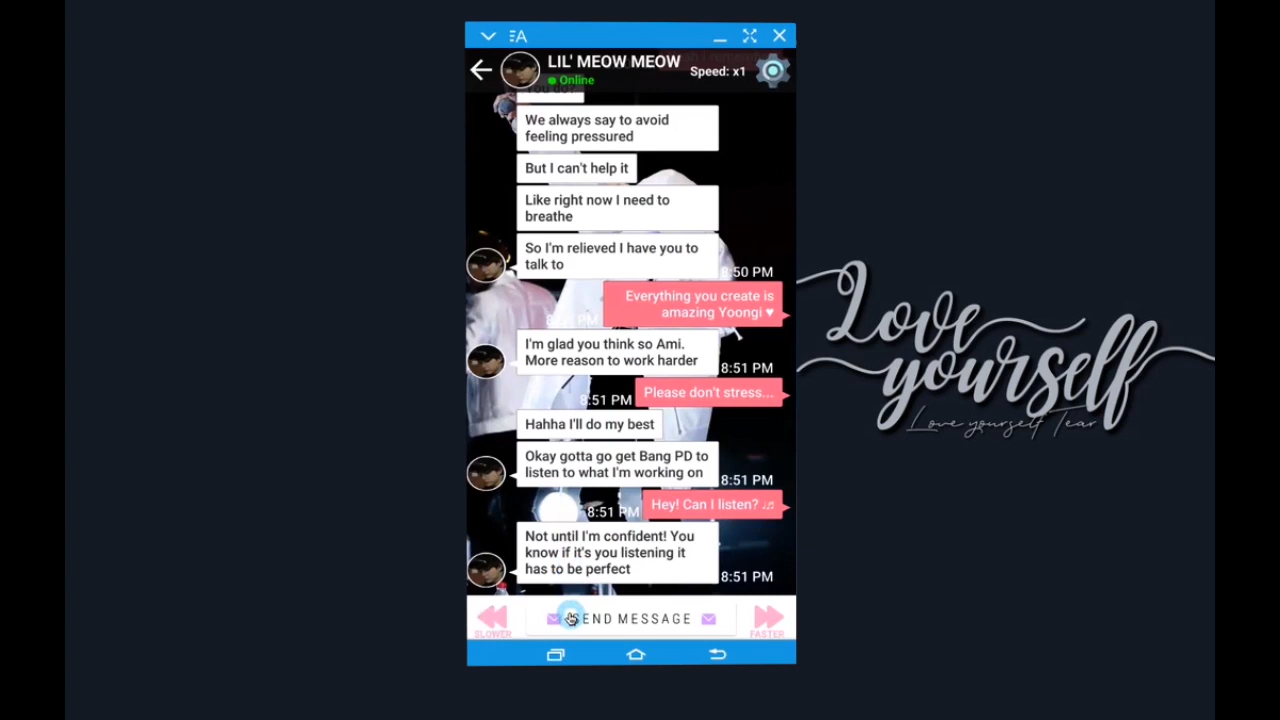 LIL' MEOW MEOW
Online
Speed: x1
You do?
We always say to avoid
feeling pressured
But I can't help it
Like right now I need to
breathe
So I'm relieved I have you to
talk to
8:50 PM
Everything you create is
amazing Yoongi ♥
I'm glad you think so Ami.
More reason to work harder
8:51 PM
Please don't stress...
8:51 PM
Hahha I'll do my best
Okay gotta go get Bang PD to
listen to what I'm working on
8:51 PM
Hey! Can I listen? ♫
8:51 PM
Not until I'm confident! You
know if it's you listening it
has to be perfect
8:51 PM
SLOWER
SEND MESSAGE
FASTER
Love
yourself
Love yourself Tear